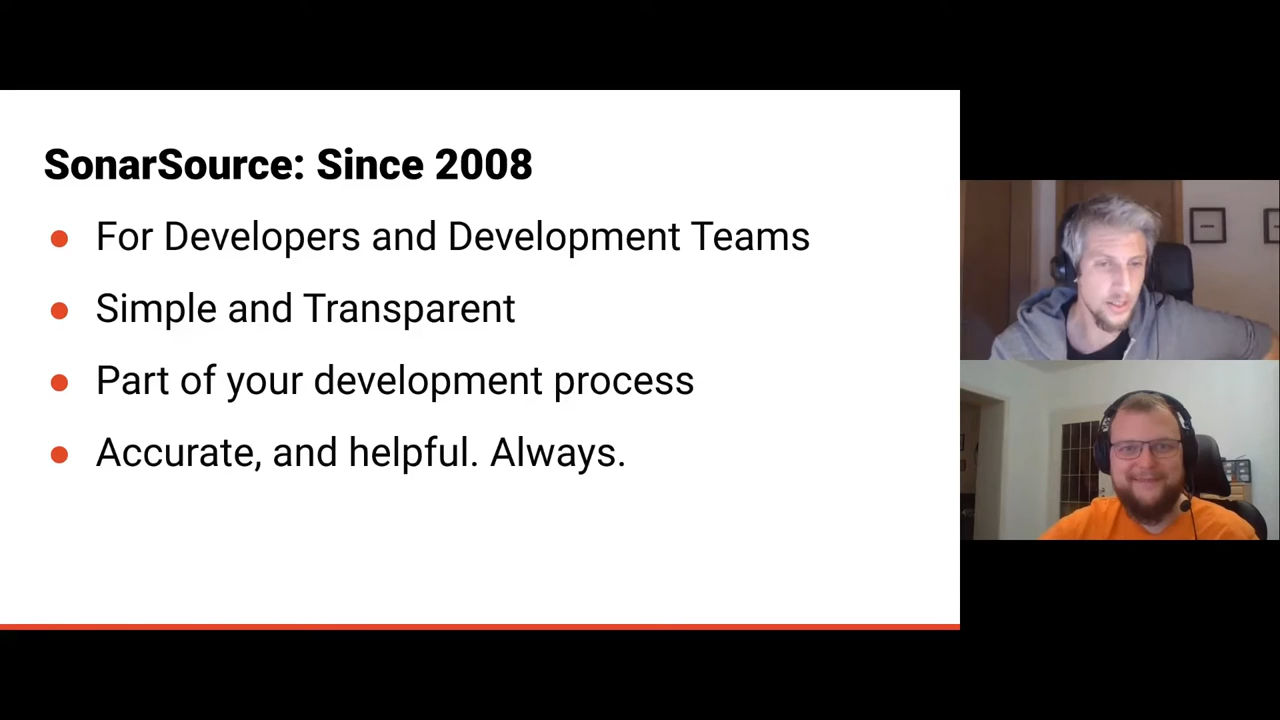 SonarSource: Since 2008
For Developers and Development Teams
Simple and Transparent
Part of your development process
Accurate, and helpful. Always.